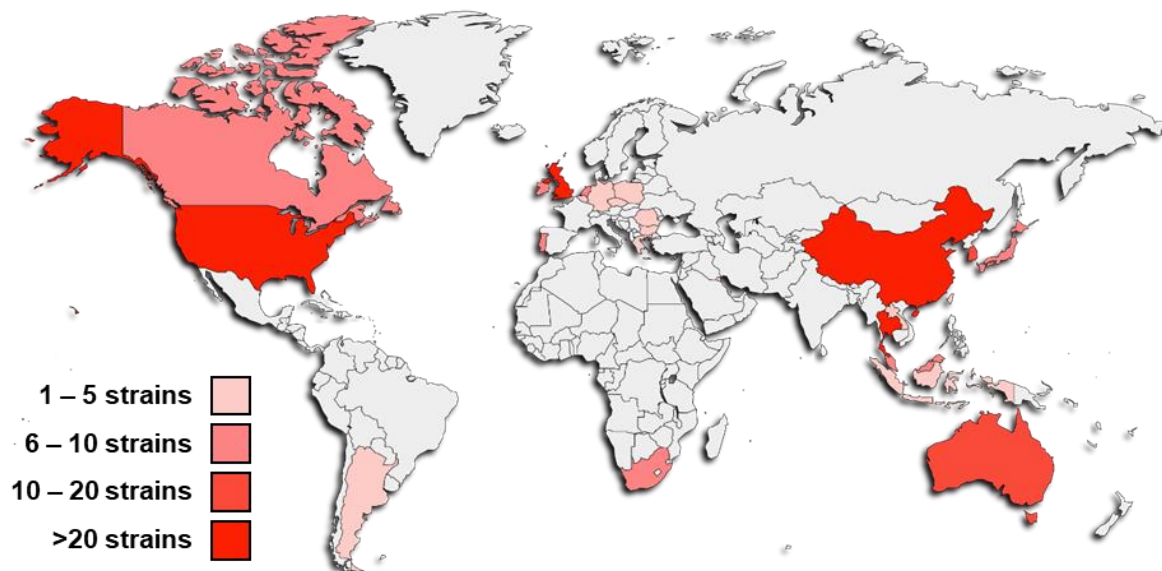 1 – 5 strains
6 – 10 strains
10 – 20 strains
>20 strains